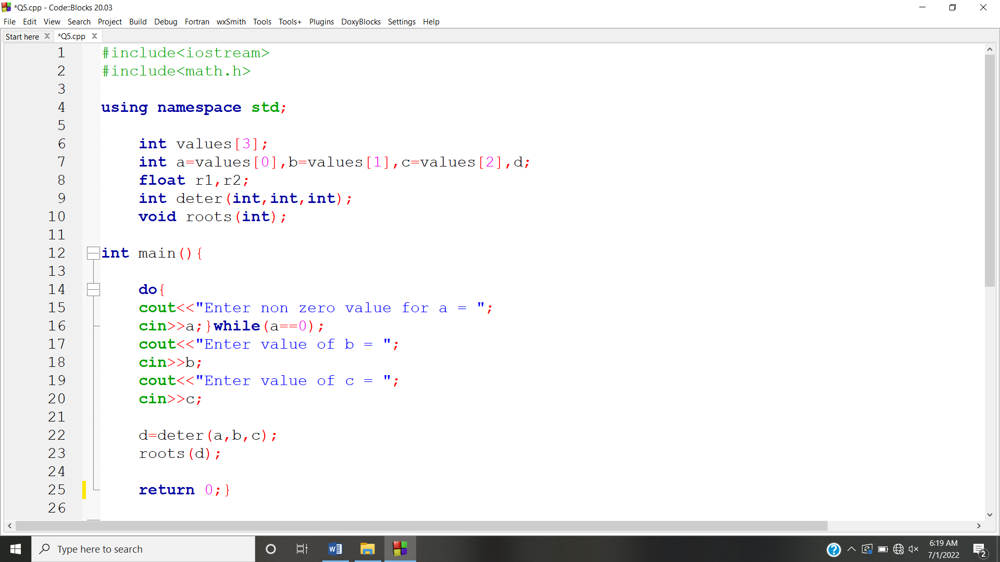 *Q5.cpp - Code::Blocks 20.03
File Edit View Search Project Build Debug Fortran wxSmith Tools Tools+ Plugins DoxyBlocks Settings Help
Start here X *Q5.cpp X
1 #include<iostream>
2 #include<math.h>
3
4 using namespace std;
5
6 int values[3];
7 int a=values[0],b=values[1],c=values[2],d;
8 float r1,r2;
9 int deter(int,int,int);
10 void roots(int);
11
12 int main(){
13
14 do{
15 cout<<"Enter non zero value for a = ";
16 cin>>a;}while(a==0);
17 cout<<"Enter value of b = ";
18 cin>>b;
19 cout<<"Enter value of c = ";
20 cin>>c;
21
22 d=deter(a,b,c);
23 roots(d);
24
25 return 0;}
26
Type here to search
6:19 AM
7/1/2022
2